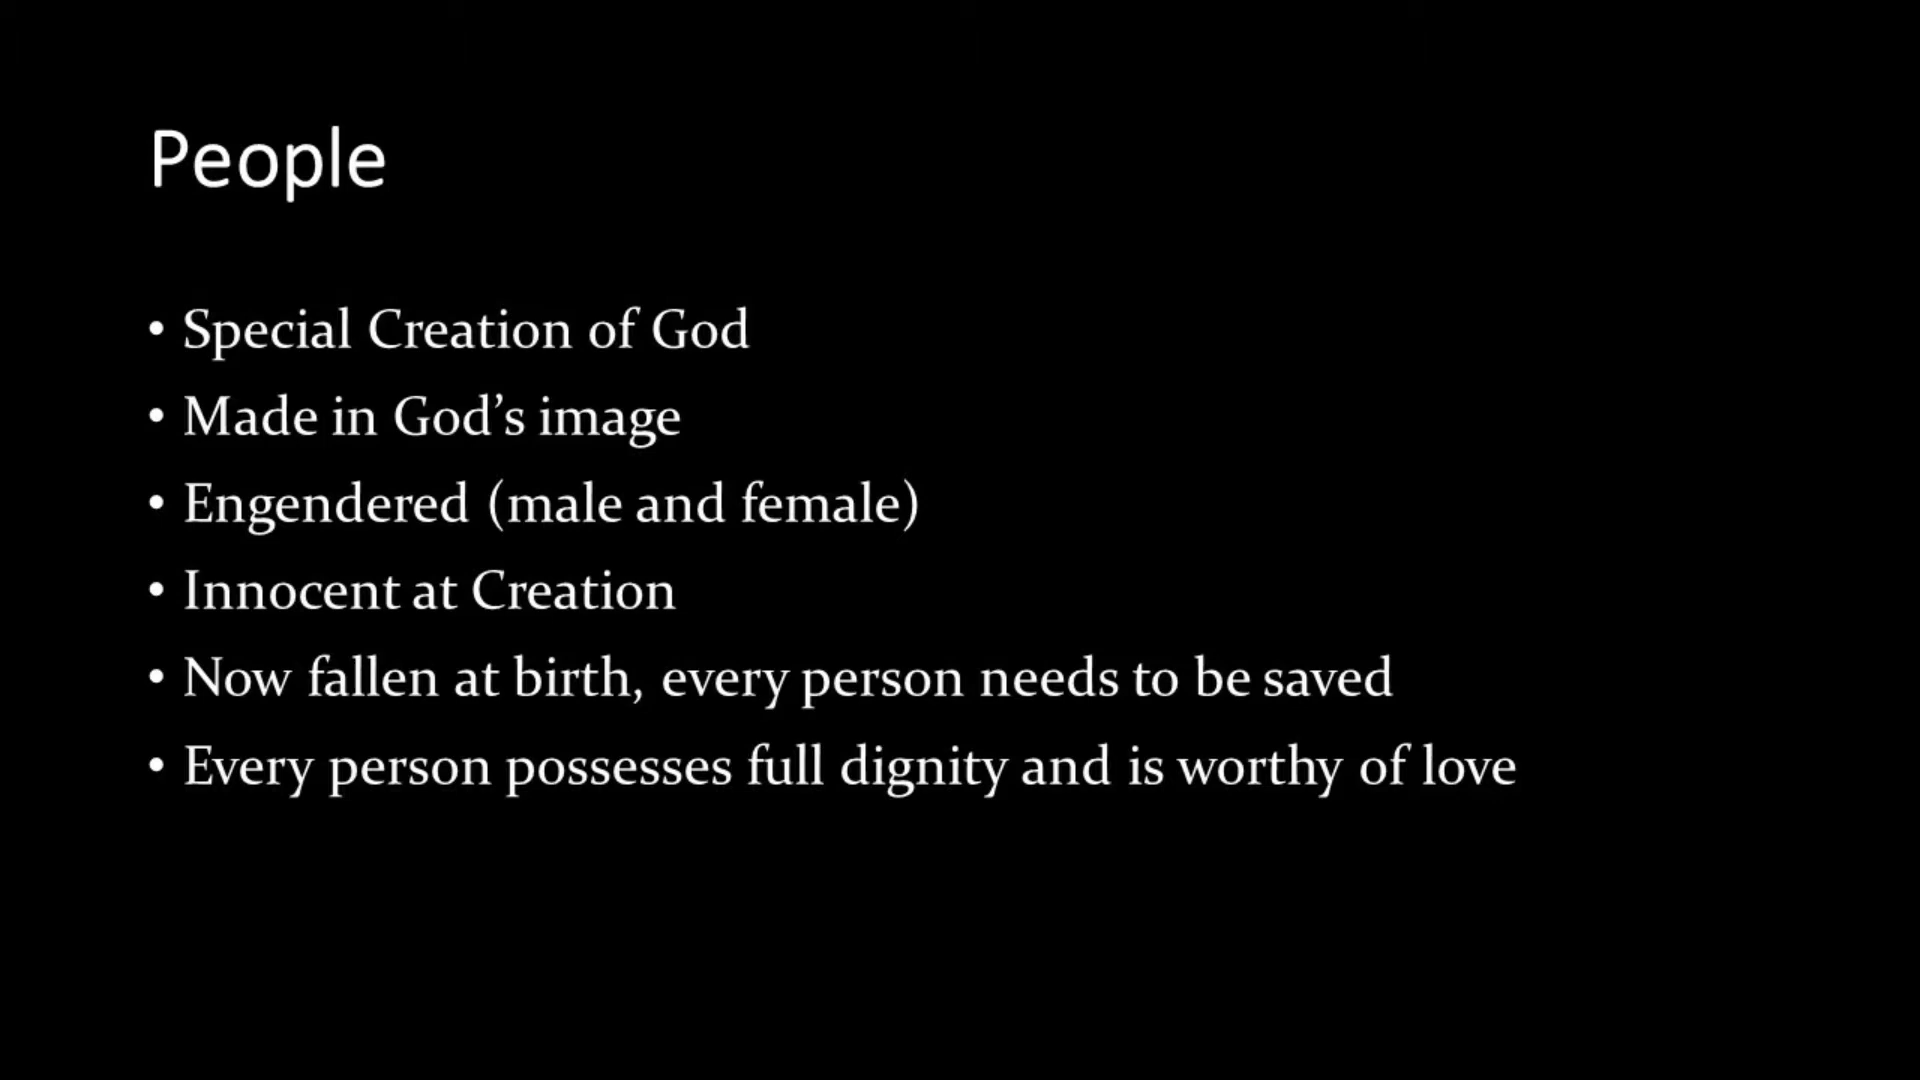 People
• Special Creation of God
• Made in God’s image
• Engendered (male and female)
• Innocent at Creation
• Now fallen at birth, every person needs to be saved
• Every person possesses full dignity and is worthy of love